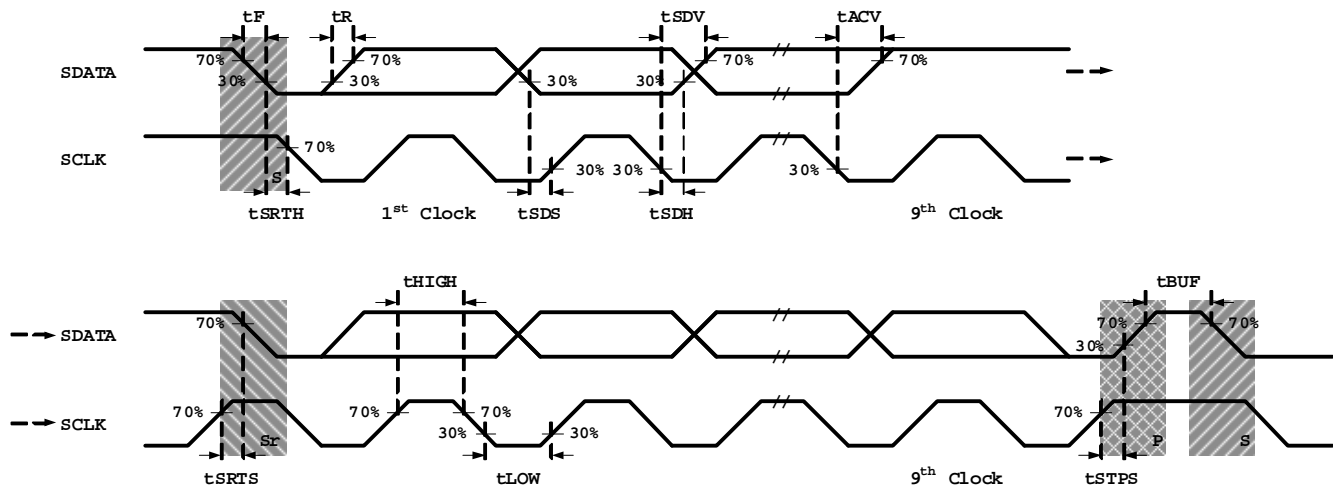 tF tR tSDV tACV
70% 70% 70% 70%
SDATA 30% 30% 30% 30%
70%
SCLK 30% 30% 30%
S
tSRTH 1st Clock tSDS tSDH 9th Clock
tHIGH tBUF
70% 70% 70%
SDATA 30%
70% 70% 70% 70%
SCLK 30% 30%
Sr P S
tSRTS tLOW 9th Clock tSTPS